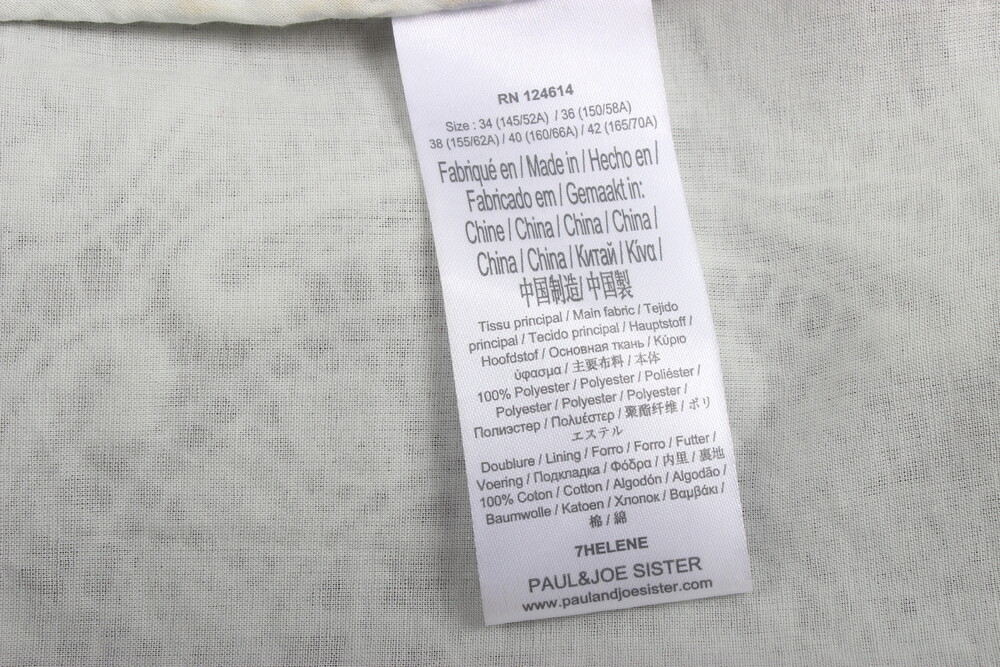 RN 124614
Size : 34 (145/52A) / 36 (150/58A)
38 (155/62A) / 40 (160/66A) / 42 (165/70A)
Fabriqué en / Made in / Hecho en /
Fabricado em / Gemaakt in:
Chine / China / China / China /
China / China / Китай / Κίνα /
中国制造/ 中国製
Tissu principal / Main fabric / Tejido
principal / Tecido principal / Hauptstoff /
Hoofdstof / Основная ткань / Κύριο
ύφασμα / 主要布料 / 本体
100% Polyester / Polyester / Poliéster /
Polyester / Polyester / Polyester /
Полиэстер / Πολυέστερ / 聚酯纤维 / ポリ
エステル
Doublure / Lining / Forro / Forro / Futter /
Voering / Подкладка / Φόδρα / 内里 / 裏地
100% Coton / Cotton / Algodón / Algodão /
Baumwolle / Katoen / Хлопок / Βαμβάκι /
棉 / 綿
7HELENE
PAUL&JOE SISTER
www.paulandjoesister.com